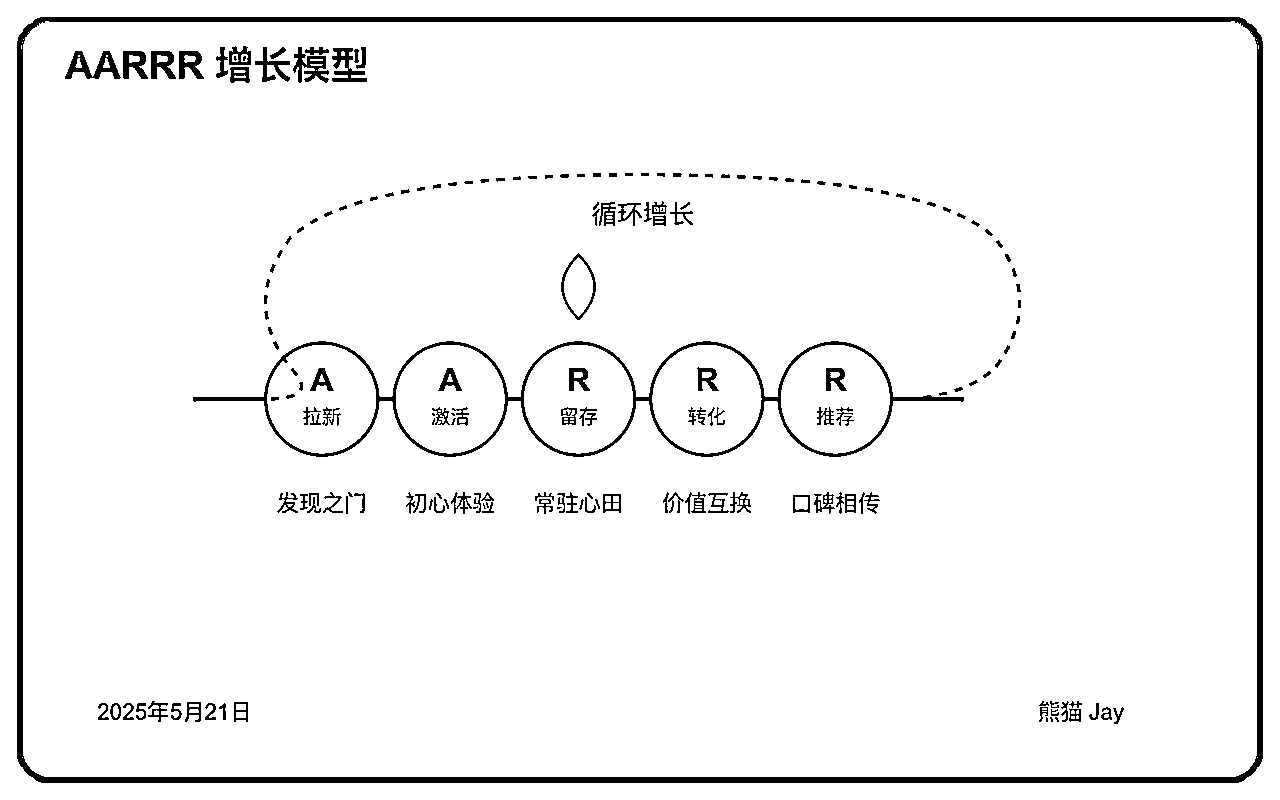 AARRR 增长模型
循环增长
A A R R R
拉新 激活 留存 转化 推荐
发现之门 初心体验 常驻心田 价值互换 口碑相传
2025年5月21日 熊猫 Jay